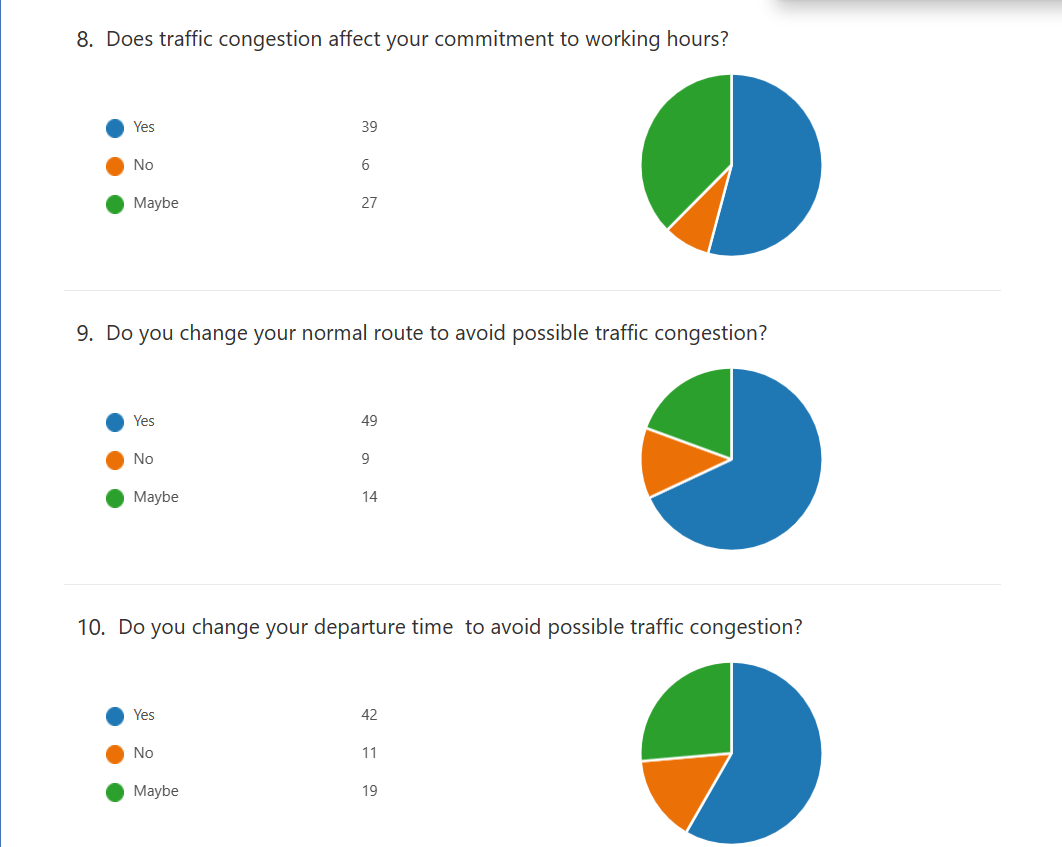 8. Does traffic congestion affect your commitment to working hours?
Yes 39
No 6
Maybe 27
9. Do you change your normal route to avoid possible traffic congestion?
Yes 49
No 9
Maybe 14
10. Do you change your departure time  to avoid possible traffic congestion?
Yes 42
No 11
Maybe 19